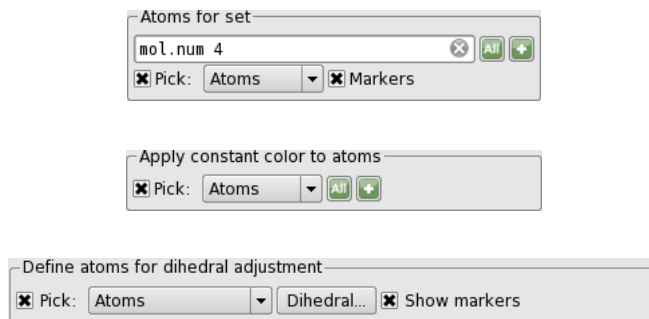 Atoms for set
mol.num 4 All
Pick: Atoms Markers
Apply constant color to atoms
Pick: Atoms All
Define atoms for dihedral adjustment
Pick: Atoms Dihedral... Show markers